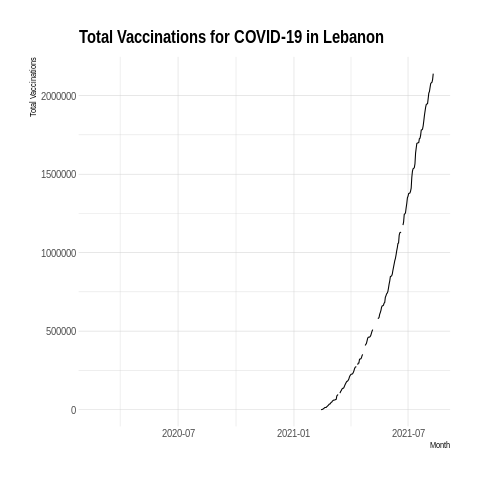 Total Vaccinations for COVID-19 in Lebanon
Total Vaccinations
2000000
1500000
1000000
500000
0
2020-07
2021-01
2021-07
Month